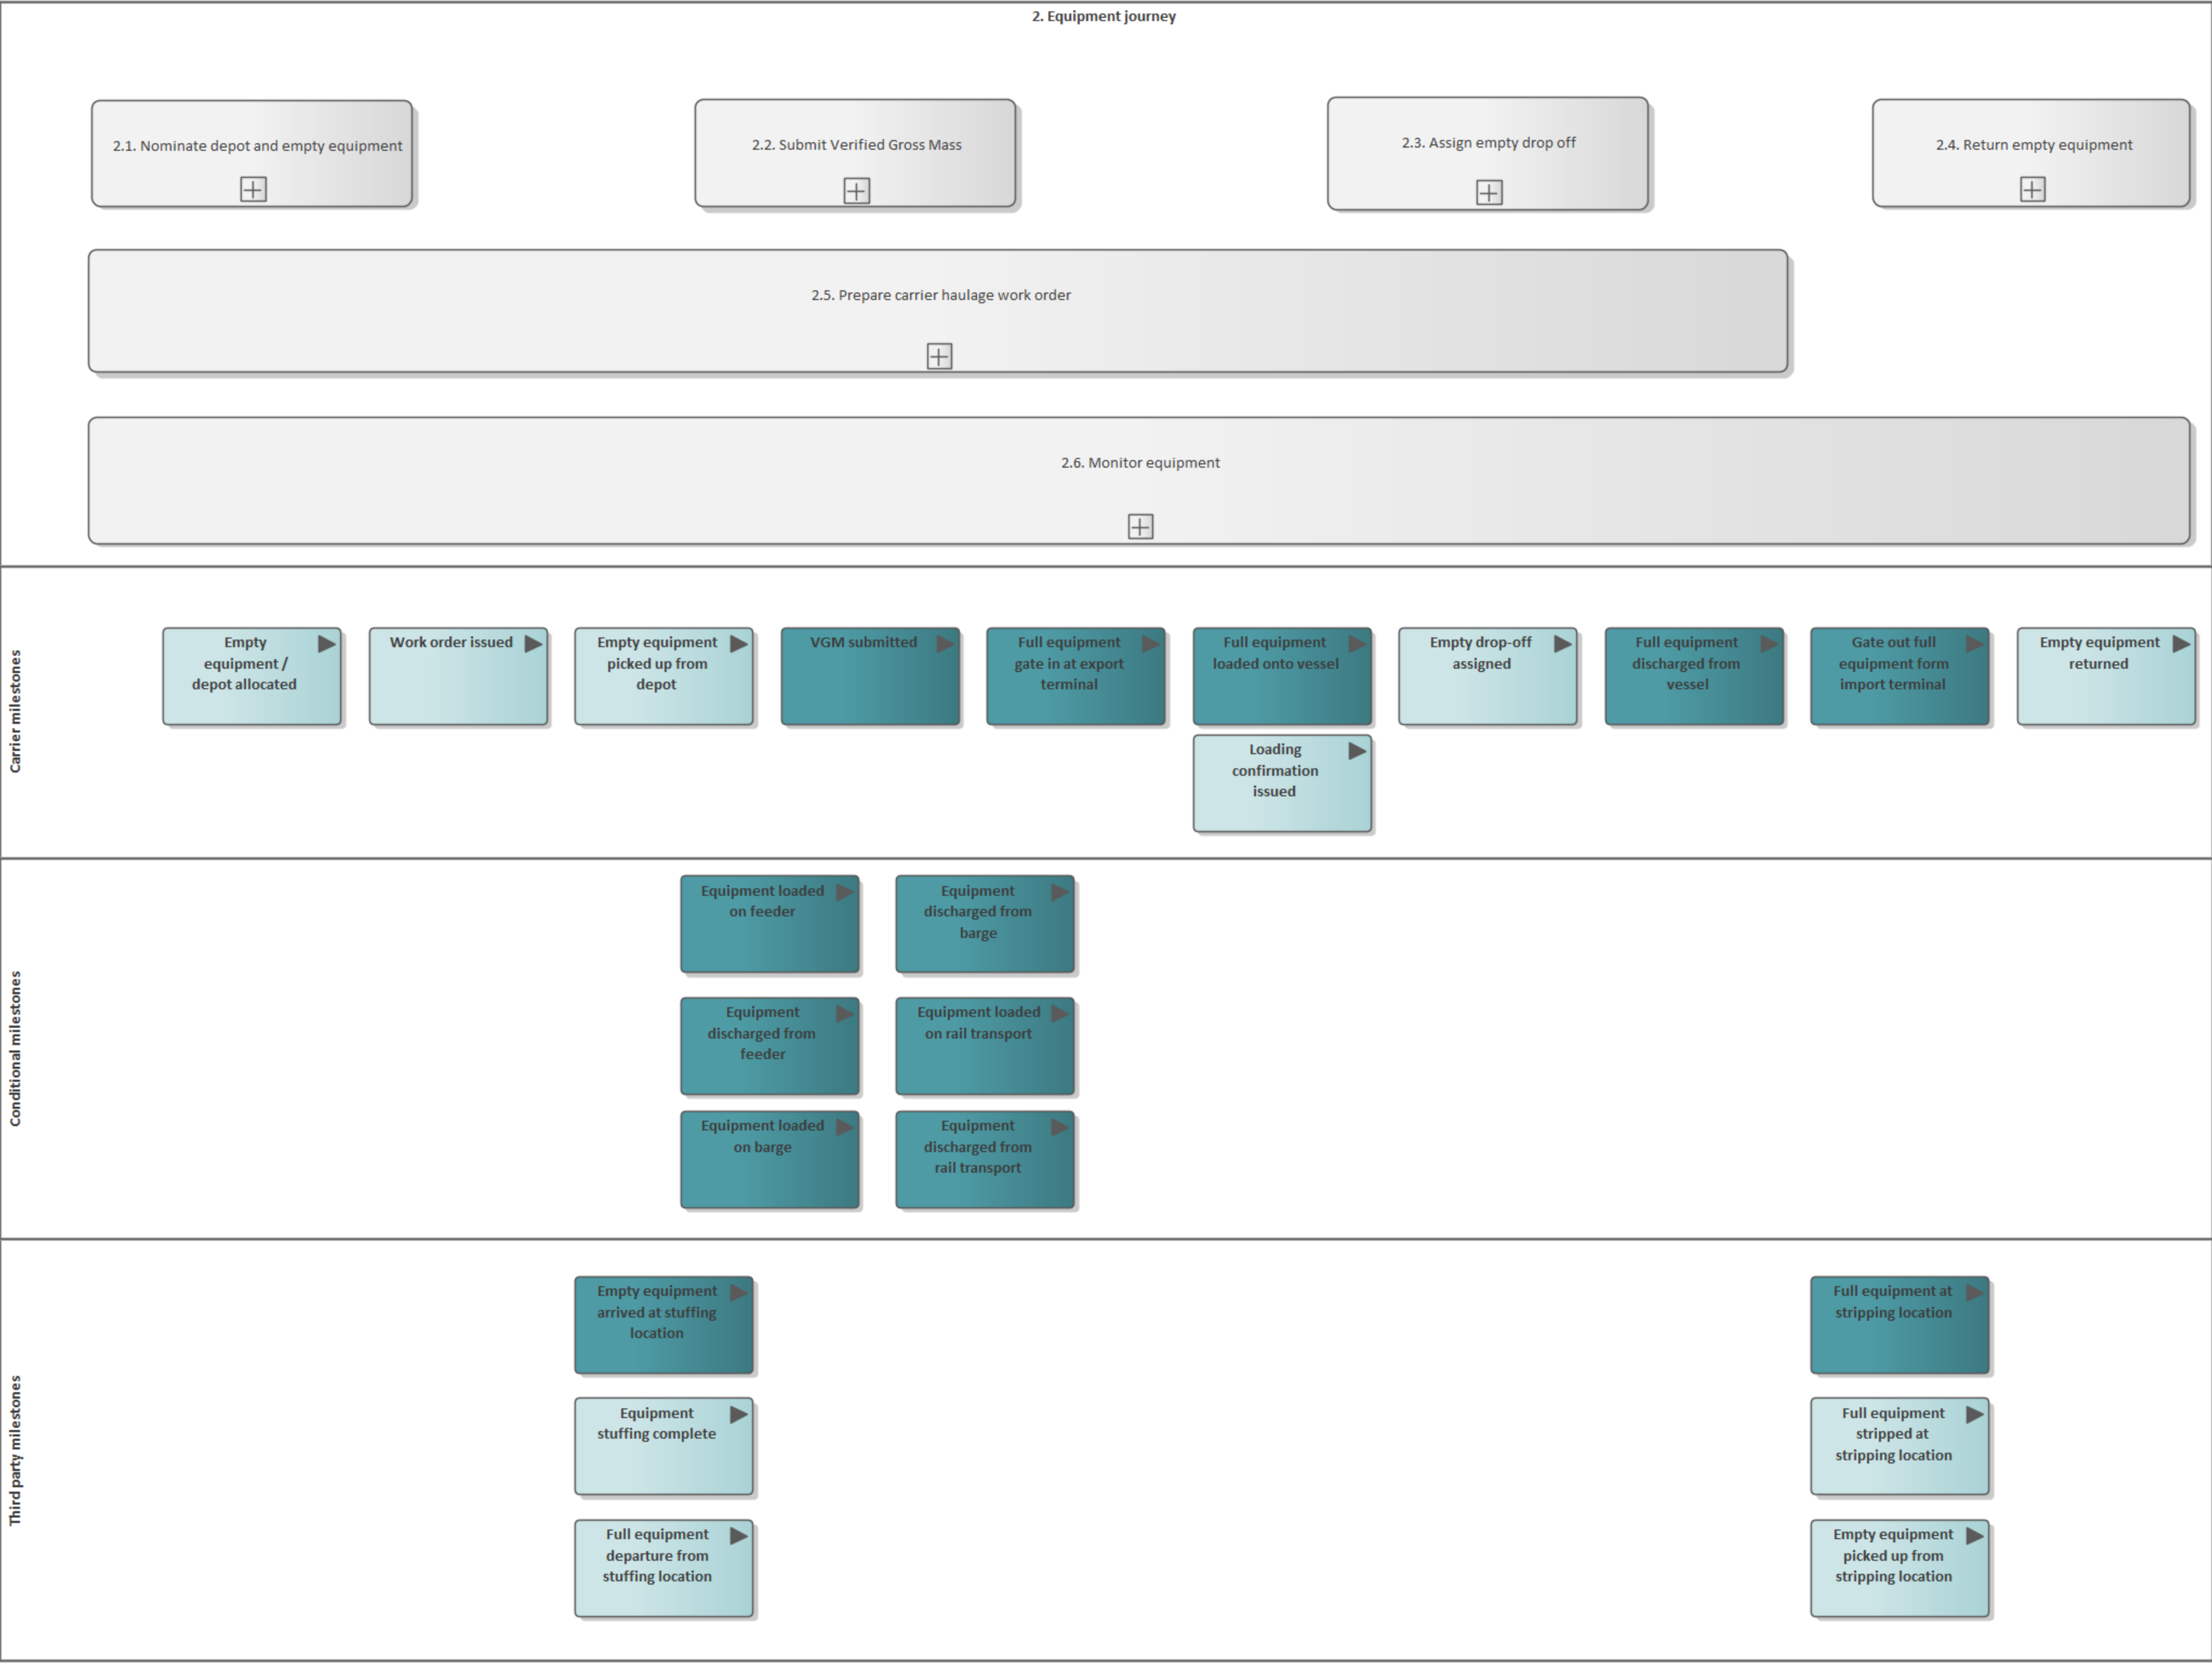 2. Equipment journey
2.1. Nominate depot and empty equipment
2.2. Submit Verified Gross Mass
2.3. Assign empty drop off
2.4. Return empty equipment
2.5. Prepare carrier haulage work order
2.6. Monitor equipment
Carrier milestones
Empty
equipment /
depot allocated
Work order issued
Empty equipment
picked up from
depot
VGM submitted
Full equipment
gate in at export
terminal
Full equipment
loaded onto vessel
Empty drop-off
assigned
Full equipment
discharged from
vessel
Gate out full
equipment form
import terminal
Empty equipment
returned
Loading
confirmation
issued
Conditional milestones
Equipment loaded
on feeder
Equipment
discharged from
barge
Equipment
discharged from
feeder
Equipment loaded
on rail transport
Equipment loaded
on barge
Equipment
discharged from
rail transport
Third party milestones
Empty equipment
arrived at stuffing
location
Full equipment at
stripping location
Equipment
stuffing complete
Full equipment
stripped at
stripping location
Full equipment
departure from
stuffing location
Empty equipment
picked up from
stripping location